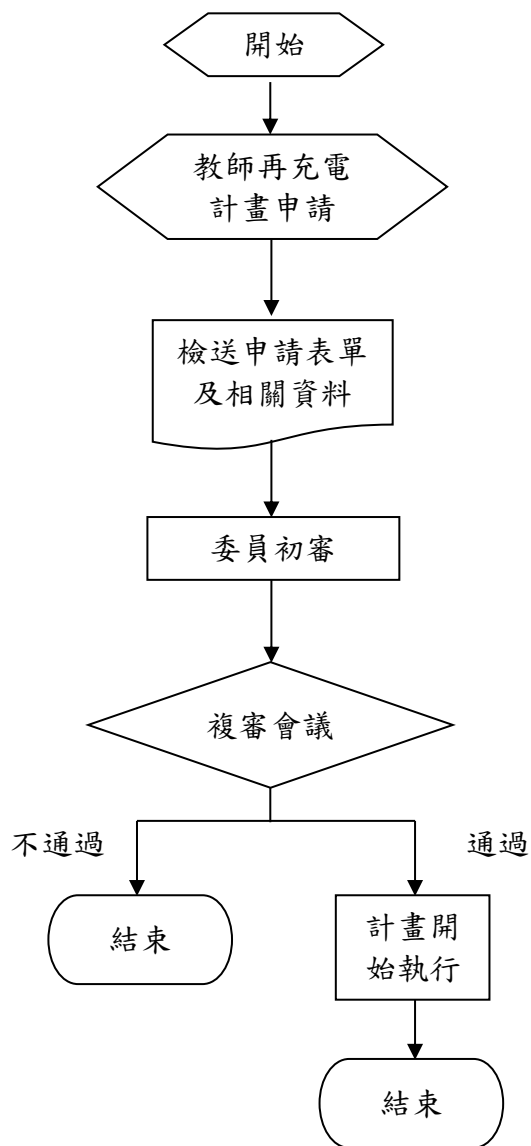 開始
教師再充電
計畫申請
檢送申請表單
及相關資料
委員初審
複審會議
不通過
通過
結束
計畫開
始執行
結束